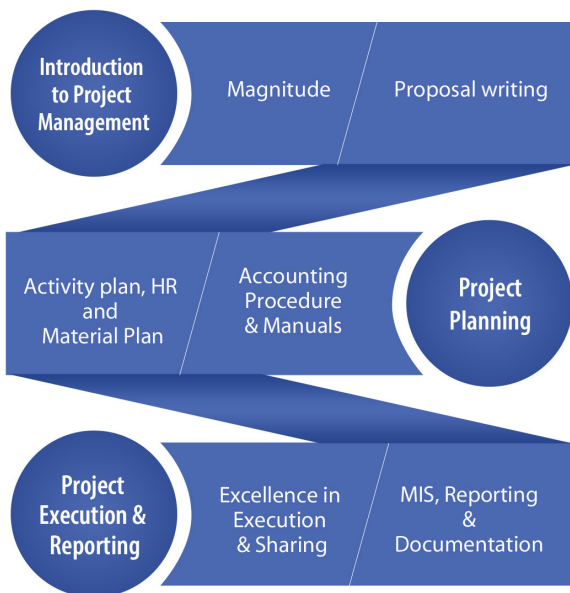 Introduction
to Project
Management
Magnitude
Proposal writing
Activity plan, HR
and
Material Plan
Accounting
Procedure
& Manuals
Project
Planning
Project
Execution &
Reporting
Excellence in
Execution
& Sharing
MIS, Reporting
&
Documentation